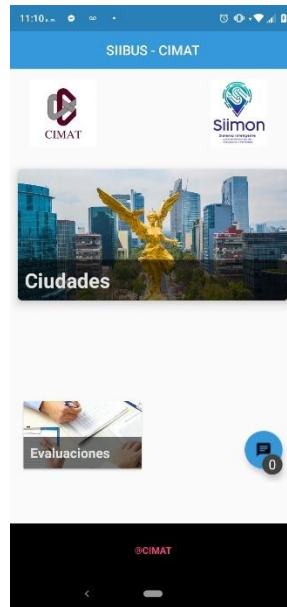 11:10 a. m.
SIIBUS - CIMAT
CIMAT
Siimon
Ciudades
Evaluaciones
0
@CIMAT